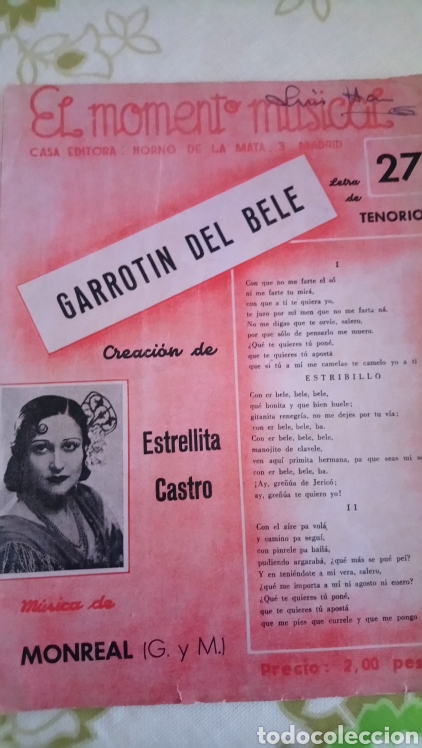 El momento musical
CASA EDITORA: HORNO DE LA MATA, 3 MADRID
27
Letra
de
TENORIO
GARROTIN DEL BELE
Creación de
Estrellita
Castro
Música de
MONREAL (G. y M.)
I
Con que no me farte el só
ni me farte tu mirá,
con que a ti te quiera yo,
te juro por mi men que no me farta ná.
No me digas que te orvie, salero,
por que sólo de pensarlo me muero.
¿Qué te quieres tú poné,
que te quieres tú apostá
que si tú a mí me camelas te camelo yo a ti
ESTRIBILLO
Con er bele, bele, bele,
qué bonita y que bien huele;
gitanita renegría, no me dejes por tu vía;
con er bele, bele, ba.
Con er bele, bele, bele,
manojito de clavele,
ven aquí primita hermana, pa que seas mi
con er bele, bele, ba.
¡Ay, greñúa de Jericó!
ay, greñúa te quiero yo!
II
Con el aire pa volá
y camino pa seguí,
con pinrele pa bailá,
pudiendo argarabá, ¿qué más se pué peí?
Y en teniéndote a mi vera, salero,
¿qué me importa a mí ni agosto ni enero?
¿Qué te quieres tú poné,
que te quieres tú apostá
que me pies que currele y que me pongo
Precio: 2,00 pes
todocoleccion
todocoleccion.net